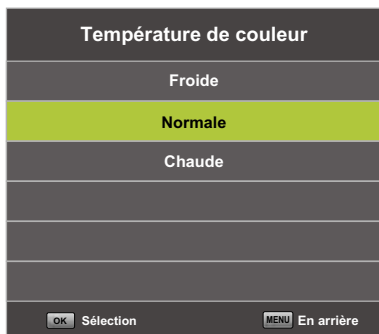 Température de couleur
Froide
Normale
Chaude
OK Sélection MENU En arrière